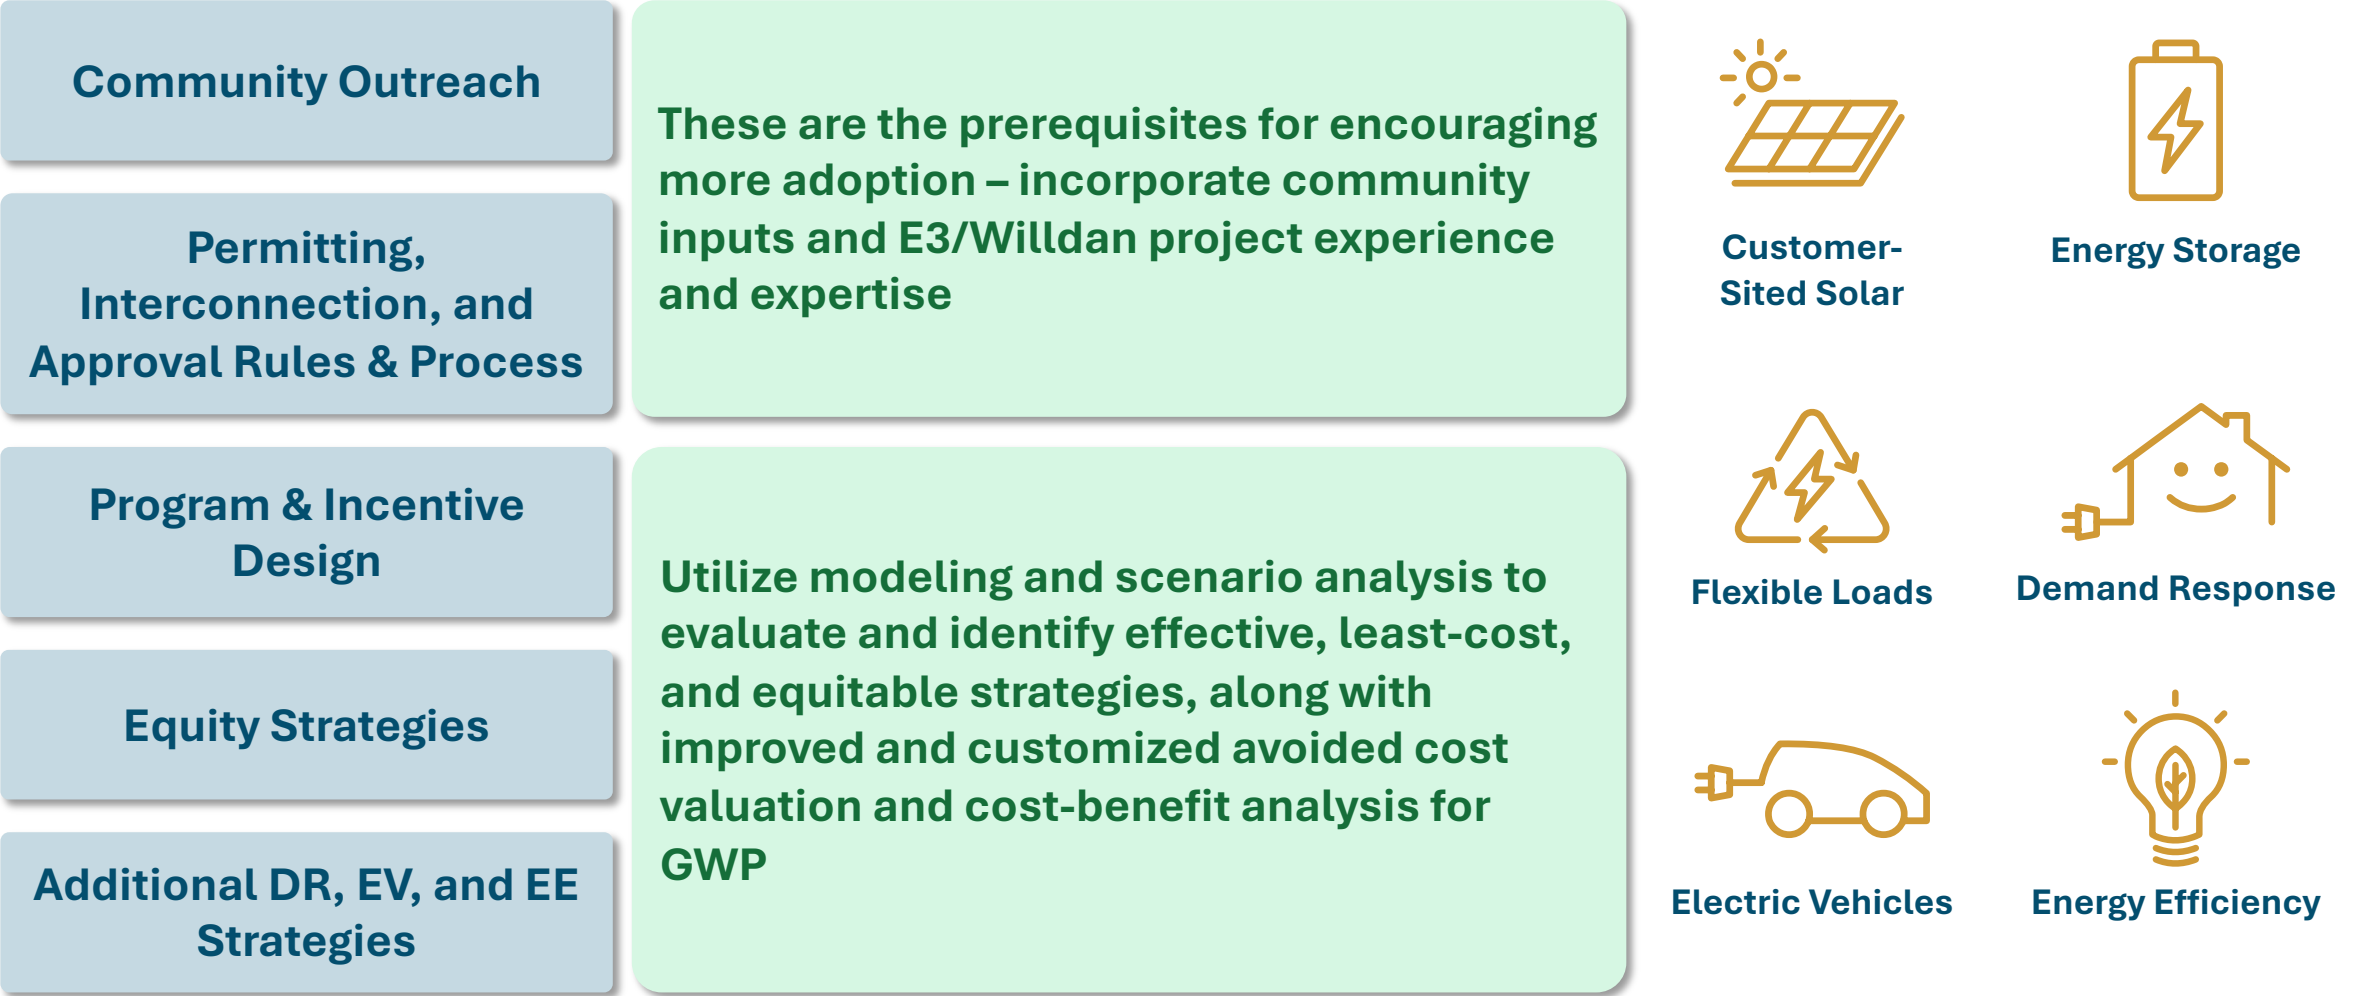 Community Outreach
Permitting,
Interconnection, and
Approval Rules & Process
Program & Incentive
Design
Equity Strategies
Additional DR, EV, and EE
Strategies
These are the prerequisites for encouraging
more adoption – incorporate community
inputs and E3/Willdan project experience
and expertise
Utilize modeling and scenario analysis to
evaluate and identify effective, least-cost,
and equitable strategies, along with
improved and customized avoided cost
valuation and cost-benefit analysis for
GWP
Customer-
Sited Solar
Energy Storage
Flexible Loads
Demand Response
Electric Vehicles
Energy Efficiency